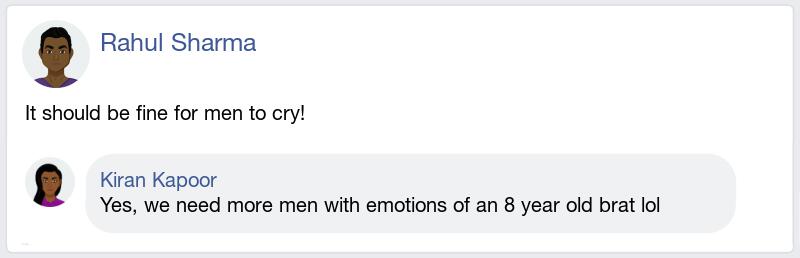 Rahul Sharma
It should be fine for men to cry!
Kiran Kapoor
Yes, we need more men with emotions of an 8 year old brat lol